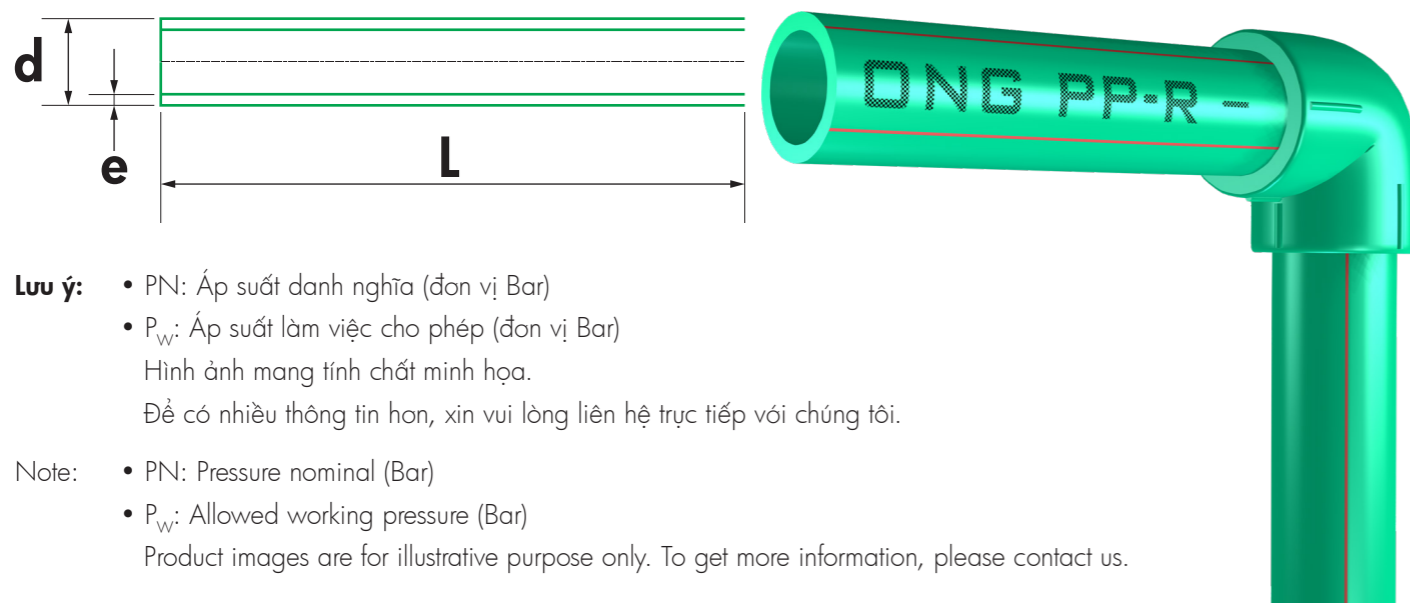 d
e
L
ONG PP-R -
Lưu ý: • PN: Áp suất danh nghĩa (đơn vị Bar)
• PW: Áp suất làm việc cho phép (đơn vị Bar)
Hình ảnh mang tính chất minh họa.
Để có nhiều thông tin hơn, xin vui lòng liên hệ trực tiếp với chúng tôi.
Note: • PN: Pressure nominal (Bar)
• PW: Allowed working pressure (Bar)
Product images are for illustrative purpose only. To get more information, please contact us.